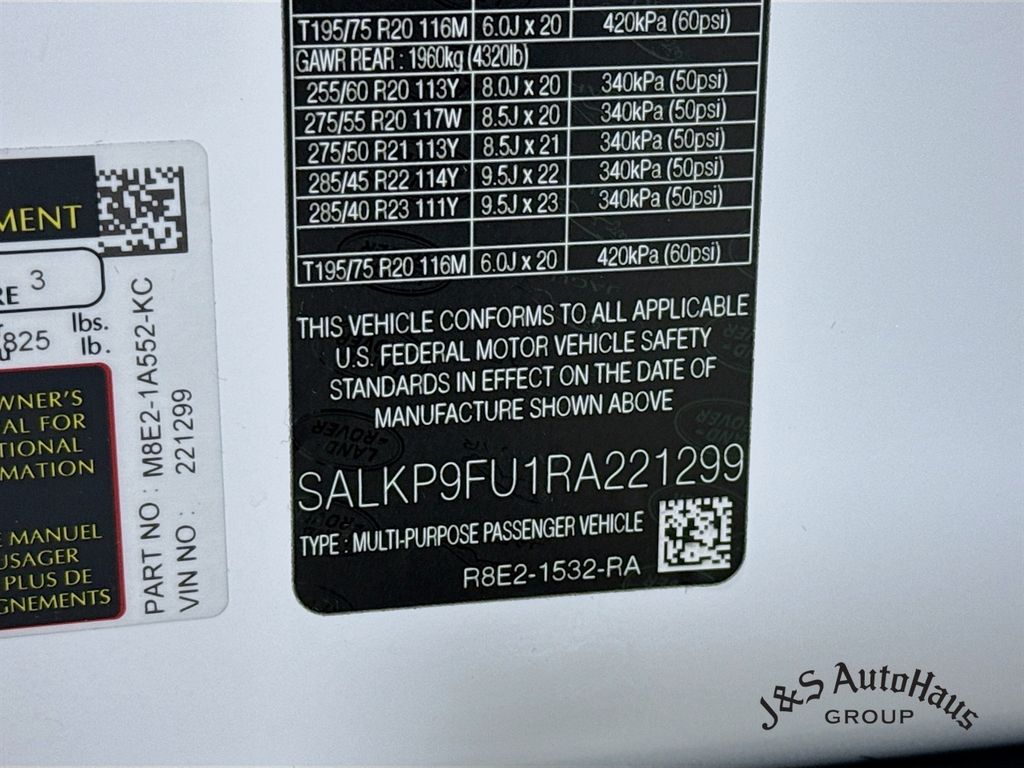 MENT
RE 3
825 lbs.
lb.
WNER'S
AL FOR
TIONAL
RMATION
E MANUEL
USAGER
PLUS DE
GNEMENTS
PART NO : M8E2-1A552-KC
VIN NO : 221299
T195/75 R20 116M 6.0J x 20 420kPa (60psi)
GAWR REAR : 1960kg (4320lb)
255/60 R20 113Y 8.0J x 20 340kPa (50psi)
275/55 R20 117W 8.5J x 20 340kPa (50psi)
275/50 R21 113Y 8.5J x 21 340kPa (50psi)
285/45 R22 114Y 9.5J x 22 340kPa (50psi)
285/40 R23 111Y 9.5J x 23 340kPa (50psi)
T195/75 R20 116M 6.0J x 20 420kPa (60psi)
THIS VEHICLE CONFORMS TO ALL APPLICABLE
U.S. FEDERAL MOTOR VEHICLE SAFETY
STANDARDS IN EFFECT ON THE DATE OF
MANUFACTURE SHOWN ABOVE
SALKP9FU1RA221299
TYPE : MULTI-PURPOSE PASSENGER VEHICLE
R8E2-1532-RA
J&S AutoHaus
GROUP